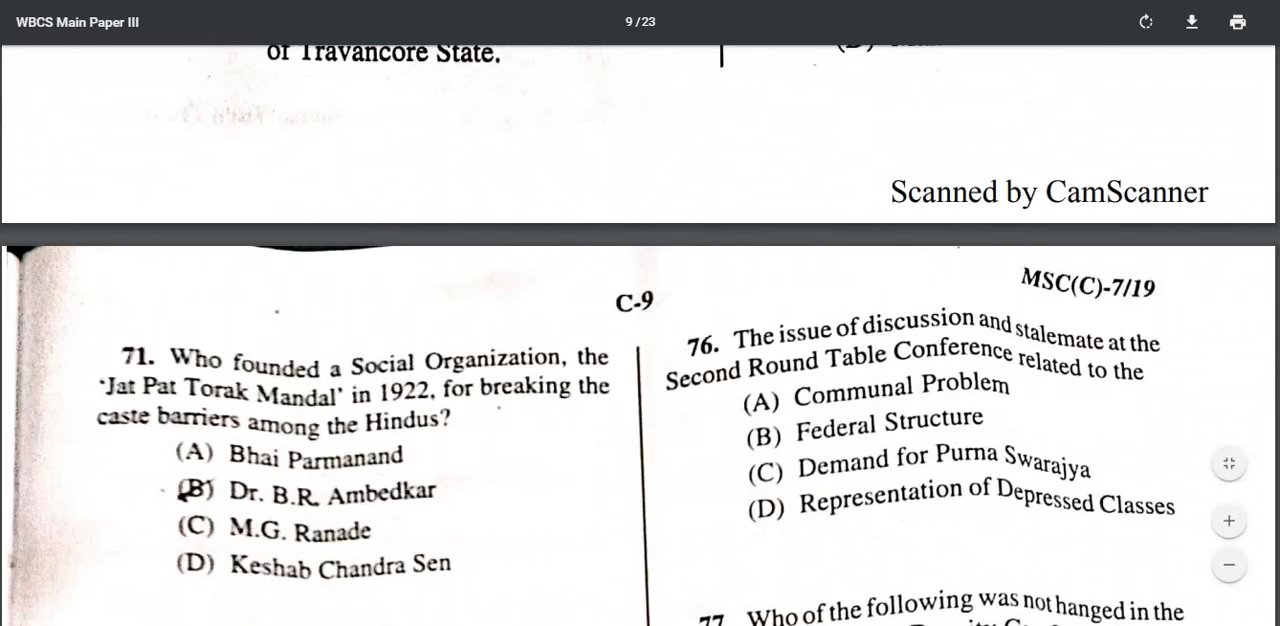 WBCS Main Paper III
9 / 23
of Travancore State.
Scanned by CamScanner
C-9
MSC(C)-7/19
71. Who founded a Social Organization, the
'Jat Pat Torak Mandal' in 1922, for breaking the
caste barriers among the Hindus?
(A) Bhai Parmanand
(B) Dr. B.R. Ambedkar
(C) M.G. Ranade
(D) Keshab Chandra Sen
76. The issue of discussion and stalemate at the
Second Round Table Conference related to the
(A) Communal Problem
(B) Federal Structure
(C) Demand for Purna Swarajya
(D) Representation of Depressed Classes
77 Who of the following was not hanged in the